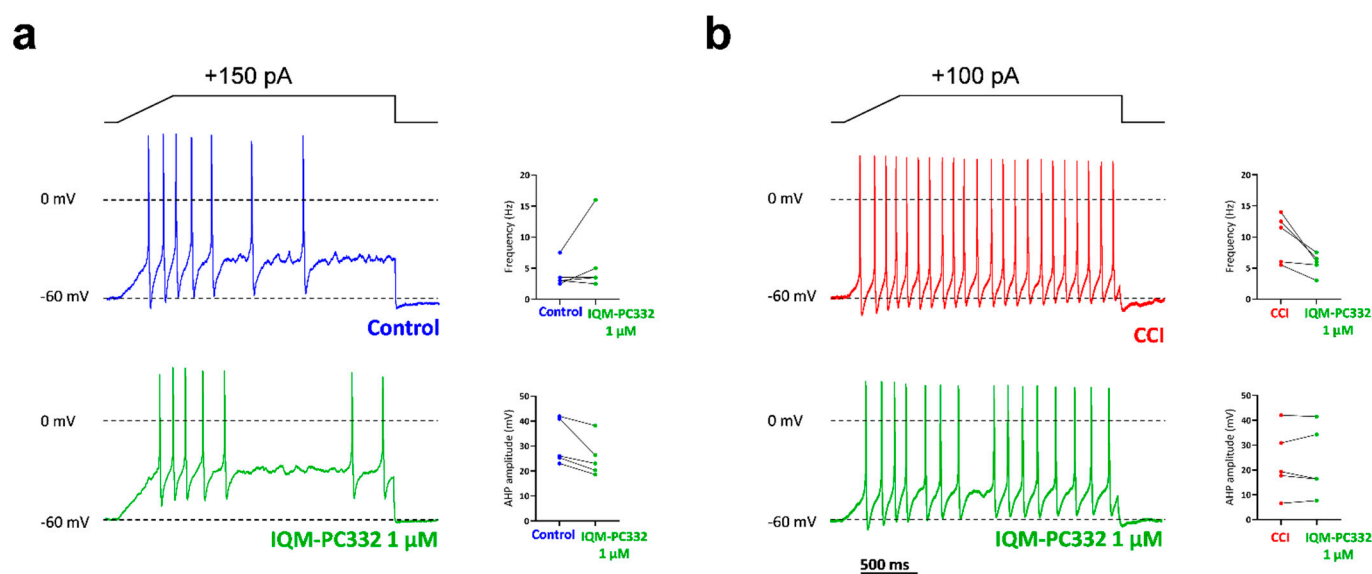 a
+150 pA
0 mV
-60 mV
Control
0 mV
-60 mV
IQM-PC332 1 µM
Frequency (Hz)
20
15
10
5
0
Control
IQM-PC332
1 µM
AHP amplitude (mV)
50
40
30
20
10
0
Control
IQM-PC332
1 µM
b
+100 pA
0 mV
-60 mV
CCI
0 mV
-60 mV
IQM-PC332 1 µM
500 ms
Frequency (Hz)
20
15
10
5
0
CCI
IQM-PC332
1 µM
AHP amplitude (mV)
50
40
30
20
10
0
CCI
IQM-PC332
1 µM